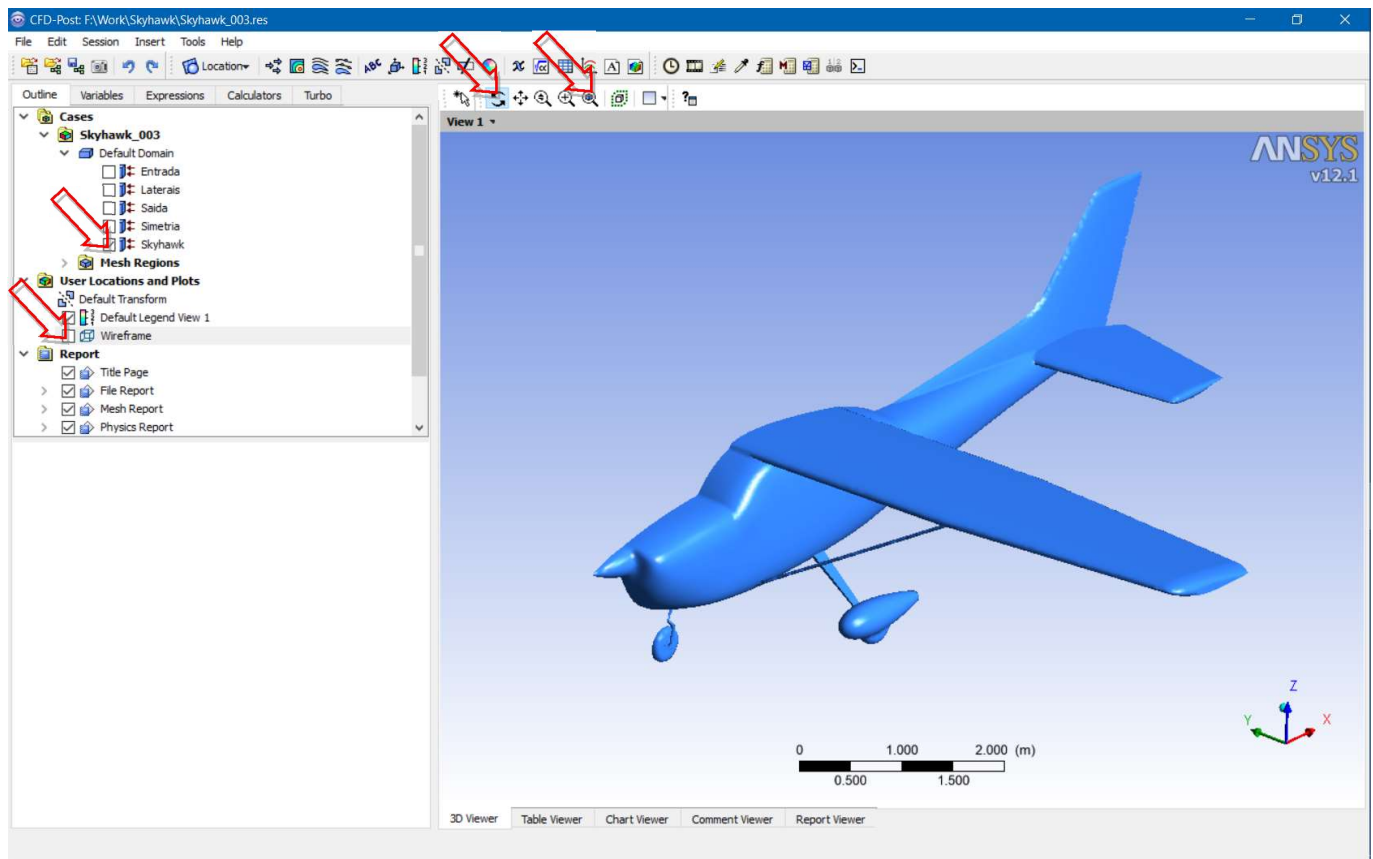 CFD-Post: F:\Work\Skyhawk\Skyhawk_003.res
File Edit Session Insert Tools Help
Location
Outline Variables Expressions Calculators Turbo
View 1
Cases
Skyhawk_003
Default Domain
Entrada
Laterais
Saida
Simetria
Skyhawk
Mesh Regions
User Locations and Plots
Default Transform
Default Legend View 1
Wireframe
Report
Title Page
File Report
Mesh Report
Physics Report
ANSYS
v12.1
Z
Y X
0 1.000 2.000 (m)
0.500 1.500
3D Viewer Table Viewer Chart Viewer Comment Viewer Report Viewer